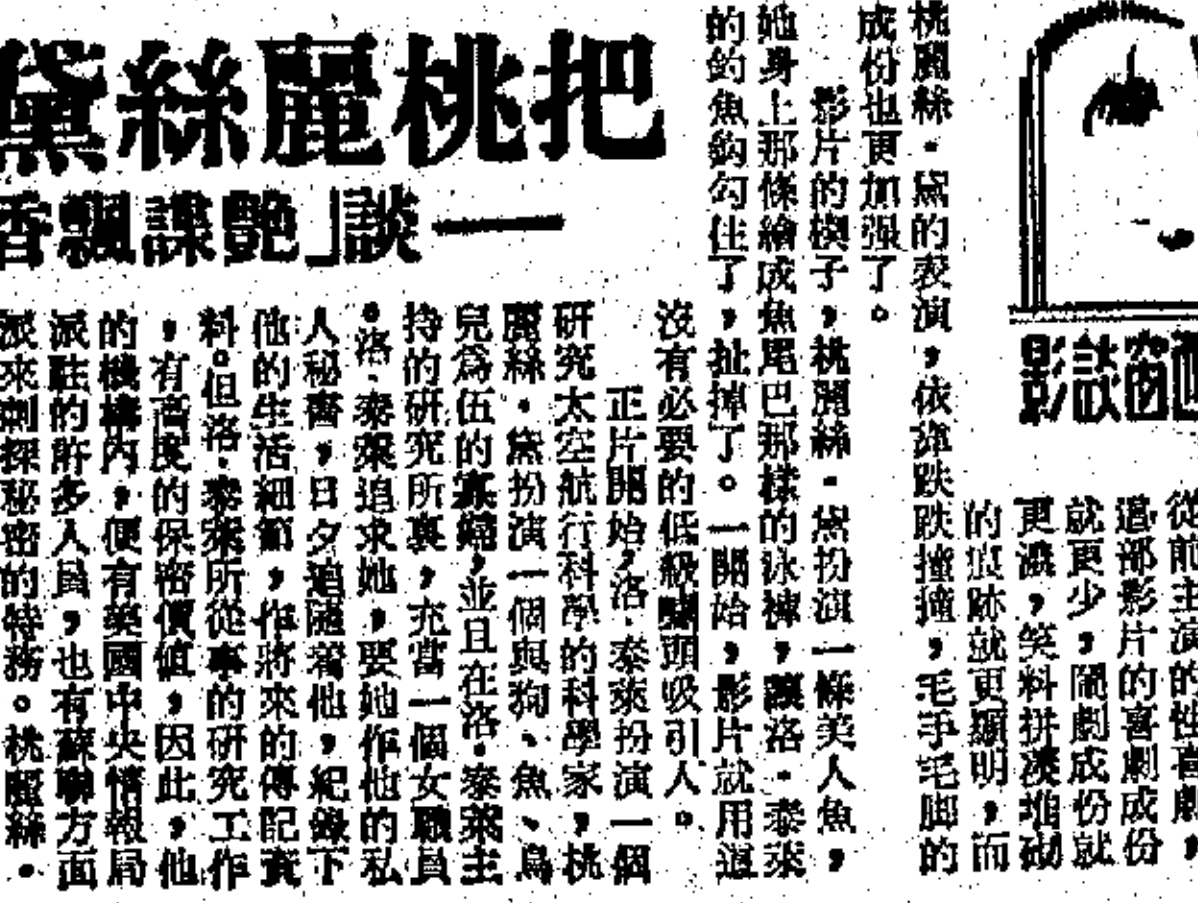 把桃麗絲黛
一談「艷諜飄香
影談窗
從前主演的性喜劇，
過部影片的喜劇成份
就更少，鬧劇成份就
更濃，笑料拼湊堆砌
的痕跡就更顯明，而
桃麗絲・黛的表演，依舊跌跌撞撞，毛手毛脚的
成份也更加强了。
影片的楔子，桃麗絲・黛扮演一條美人魚，
她身上那條繪成魚尾巴那樣的泳褲，讓洛・泰萊
的釣魚鈎勾住了，扯掉了。一開始，影片就用這
沒有必要的低級噱頭吸引人。
正片開始，洛・泰萊扮演一個
研究太空航行科學的科學家，桃
麗絲・黛扮演一個與狗、魚、鳥
兒爲伍的寡婦，並且在洛・泰萊主
持的研究所裏，充當一個女職員
。洛・泰萊追求她，要她作他的私
人秘書，日夕追隨着他，紀錄下
他的生活細節，作將來的傳記資
料。但洛・泰萊所從事的研究工作
，有高度的保密價值，因此，他
的機構內，便有美國中央情報局
派駐的許多人員，也有蘇聯方面
派來刺探秘密的特務。桃麗絲・